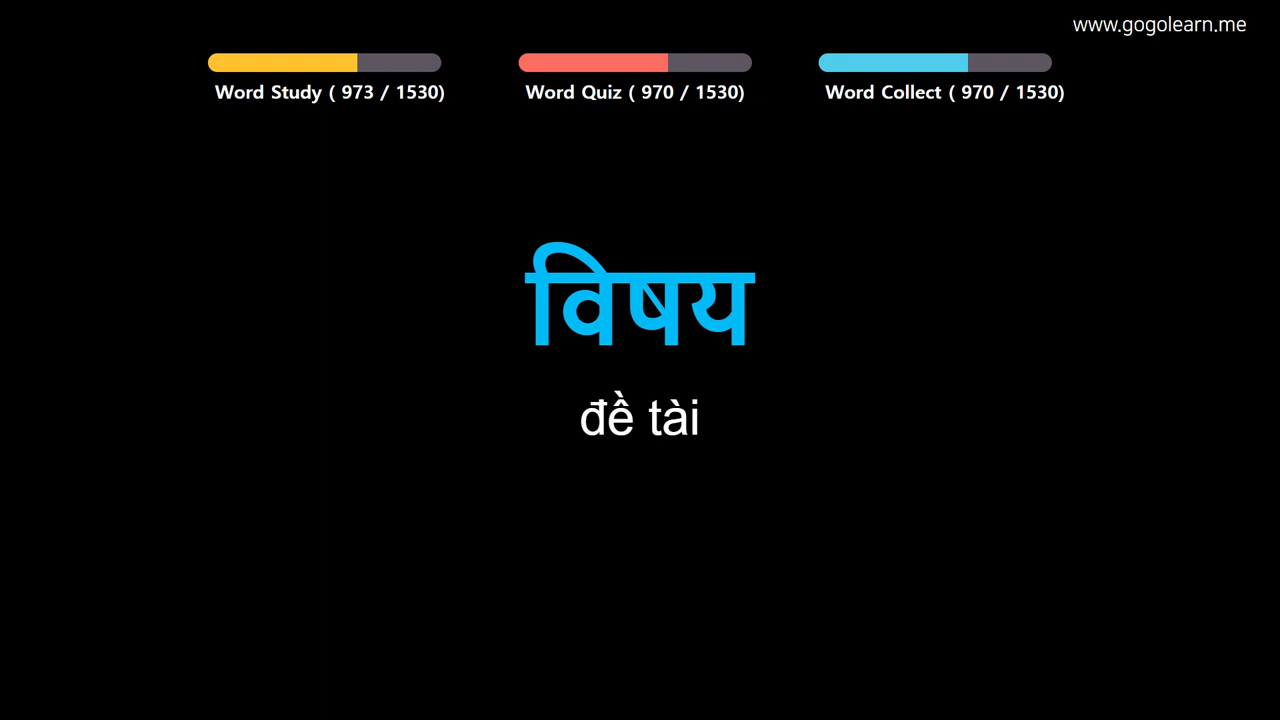 www.gogolearn.me
Word Study ( 973 / 1530)
Word Quiz ( 970 / 1530)
Word Collect ( 970 / 1530)
विषय
đề tài